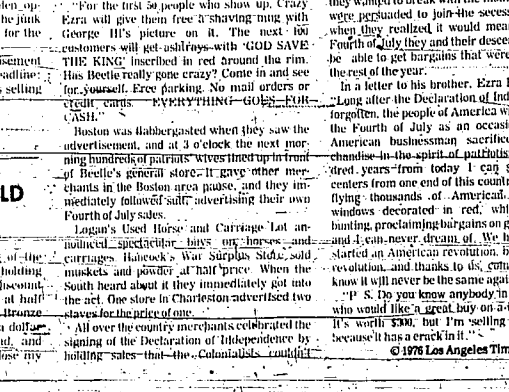 "For the first 50 people who show up, Crazy
Ezra will give them free a shaving mug with
George III's picture on it. The next 100
customers will get ashtrays with 'GOD SAVE
THE KING' inscribed in red around the rim.
Has Beetle really gone crazy? Come in and see
for yourself. Free parking. No mail orders or
credit cards. EVERYTHING GOES FOR
CASH."
Boston was flabbergasted when they saw the
advertisement, and at 3 o'clock the next mor-
ning hundreds of patriots' wives lined up in front
of Beetle's general store. It gave other mer-
chants in the Boston area pause, and they im-
mediately followed suit, advertising their own
Fourth of July sales.
Logan's Used Horse and Carriage Lot an-
nounced spectacular buys on horses and
carriages. Hancock's War Surplus Store sold
muskets and powder at half price. When the
South heard about it they immediately got into
the act. One store in Charleston advertised two
slaves for the price of one.
All over the country merchants celebrated the
signing of the Declaration of Independence by
holding sales that the Colonialists couldn't
they wanted to break with the
were persuaded to join the
when they realized it would
Fourth of July they and their
be able to get bargains that were
the rest of the year.
In a letter to his brother, Ezra
"Long after the Declaration of
forgotten, the people of America
the Fourth of July as an
American businessman
chandise in the spirit of
dred years from today I can
centers from one end of this
flying thousands of American
windows decorated in red,
bunting, proclaiming bargains on
and I can never dream of. We
started an American revolution,
revolution, and thanks to us,
know it will never be the same
"P S. Do you know anybody in
who would like a great buy on a
It's worth $300, but I'm selling
because it has a crack in it."
© 1976 Los Angeles
for the
selling
LD
of the
holding
discount
at half
Bronze
a dollar